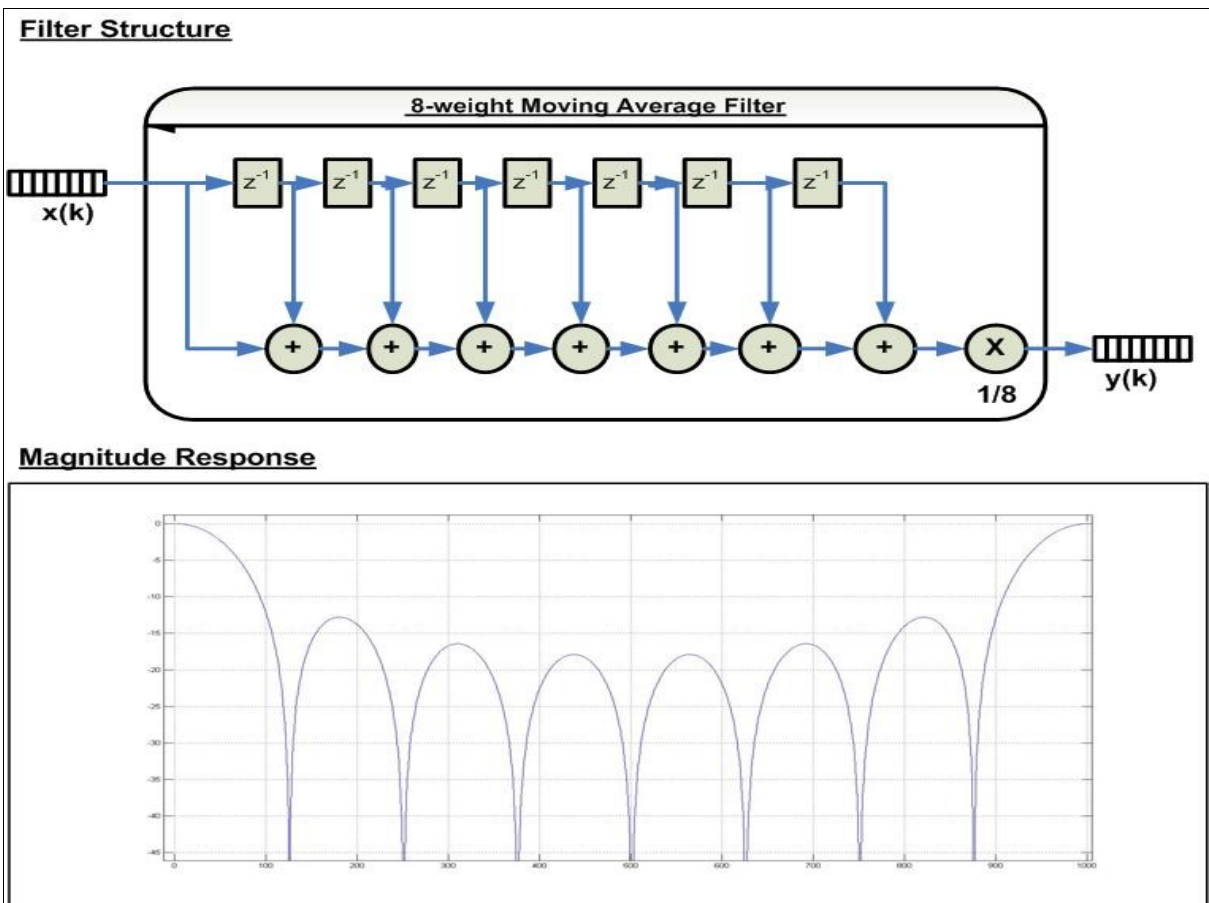 Filter Structure
8-weight Moving Average Filter
z-1 z-1 z-1 z-1 z-1 z-1 z-1
x(k)
+ + + + + + + X
1/8
y(k)
Magnitude Response
0
-5
-10
-15
-20
-25
-30
-35
-40
-45
0 100 200 300 400 500 600 700 800 900 1000